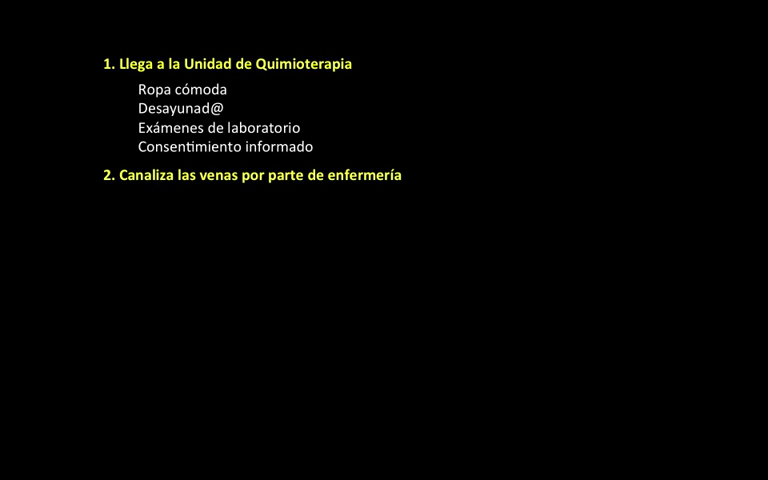 1. Llega a la Unidad de Quimioterapia
Ropa cómoda
Desayunad@
Exámenes de laboratorio
Consentimiento informado
2. Canaliza las venas por parte de enfermería